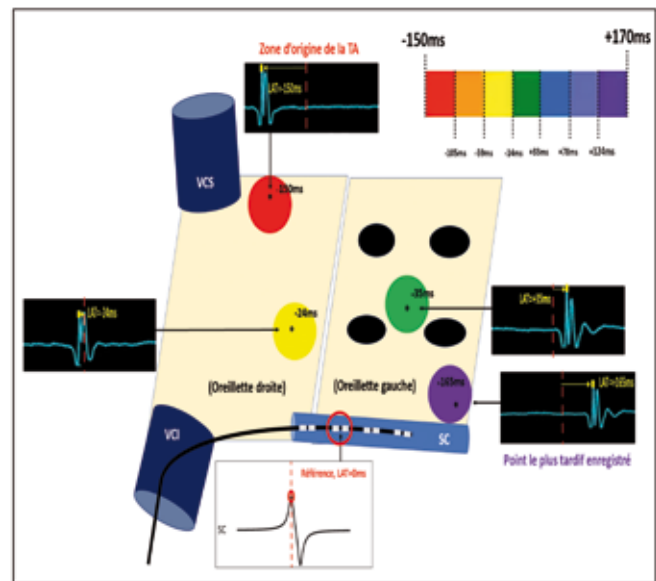 Zone d'origine de la TA
-150ms
+170ms
LAT=-150ms
-105ms
-59ms
-24ms
+35ms
+78ms
+124ms
VCS
-150ms
-35ms
LAT=-24ms
-24ms
LAT=+35ms
(Oreillette droite)
(Oreillette gauche)
-165ms
LAT=+165ms
VCI
SC
Point le plus tardif enregistré
Référence, LAT=0ms
SC